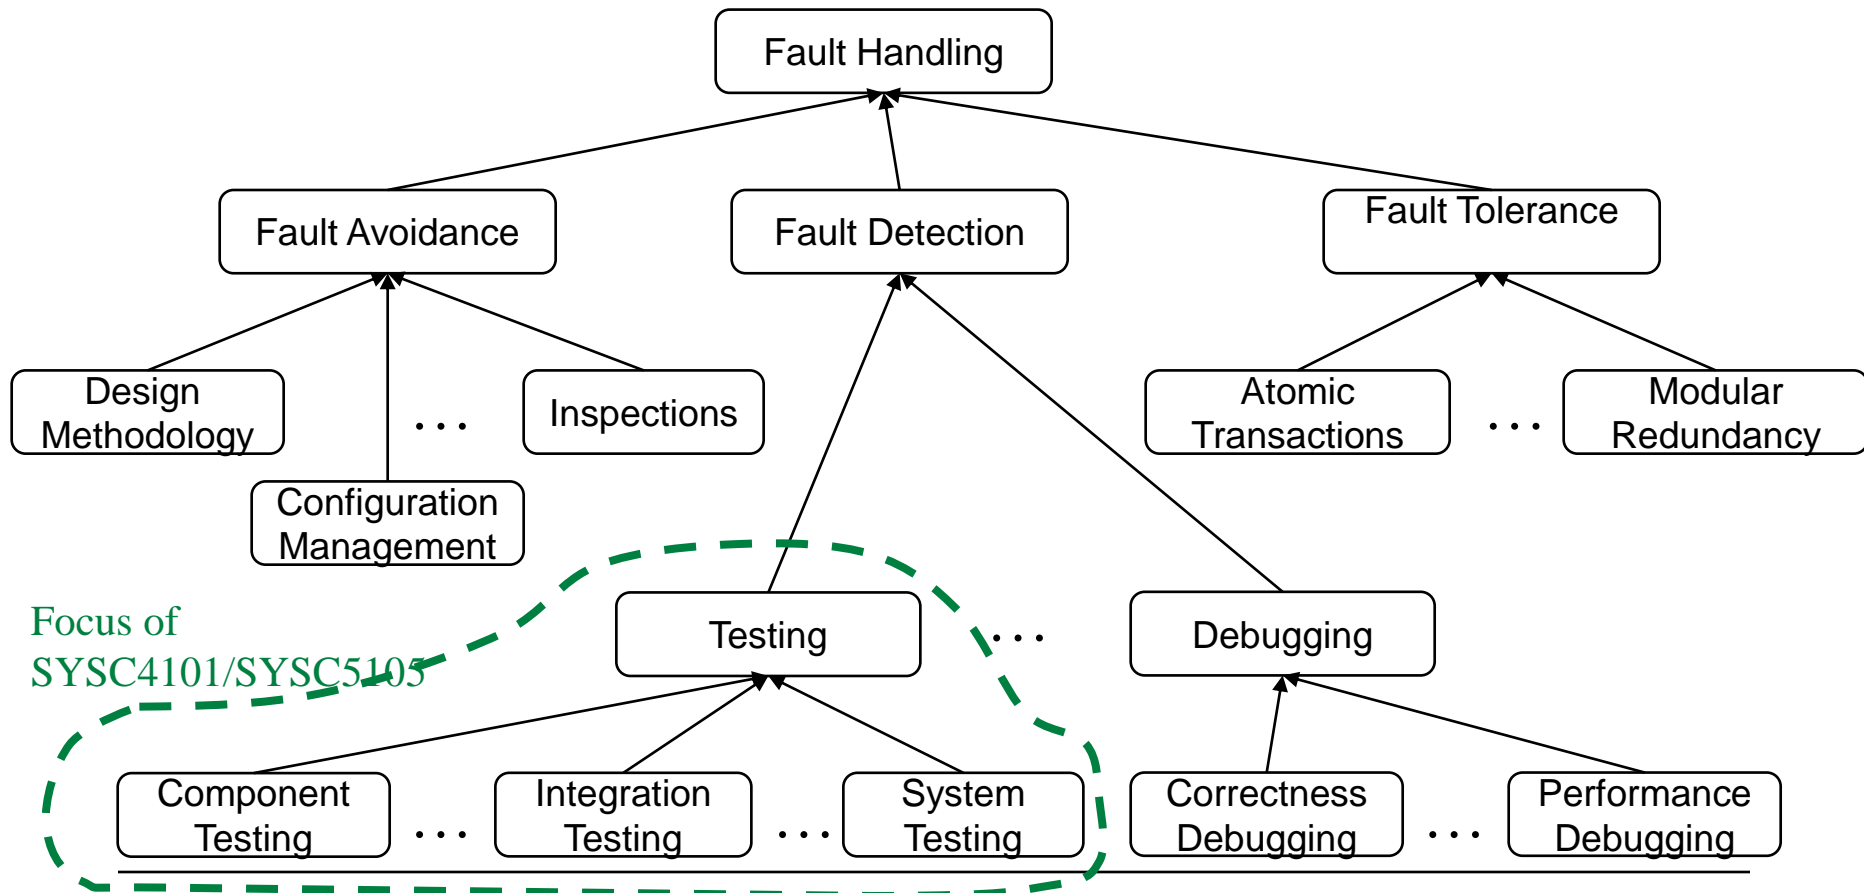 Fault Handling
Fault Avoidance
Fault Detection
Fault Tolerance
Design
Methodology
...
Inspections
Atomic
Transactions
...
Modular
Redundancy
Configuration
Management
Focus of
SYSC4101/SYSC5105
Testing
...
Debugging
Component
Testing
...
Integration
Testing
...
System
Testing
Correctness
Debugging
...
Performance
Debugging